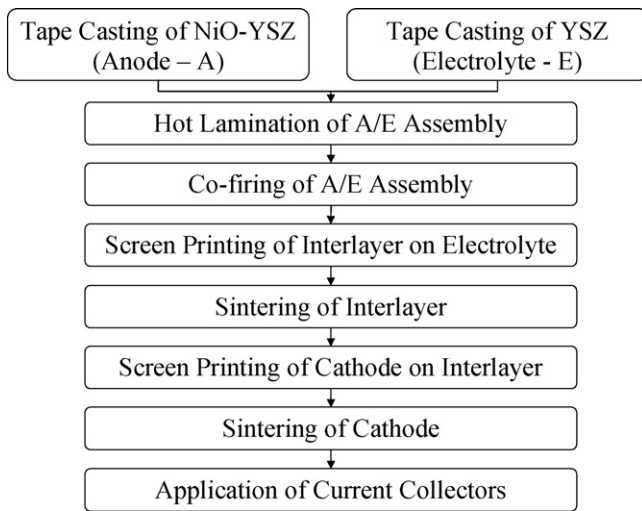 Tape Casting of NiO-YSZ
(Anode – A)
Tape Casting of YSZ
(Electrolyte - E)
Hot Lamination of A/E Assembly
Co-firing of A/E Assembly
Screen Printing of Interlayer on Electrolyte
Sintering of Interlayer
Screen Printing of Cathode on Interlayer
Sintering of Cathode
Application of Current Collectors